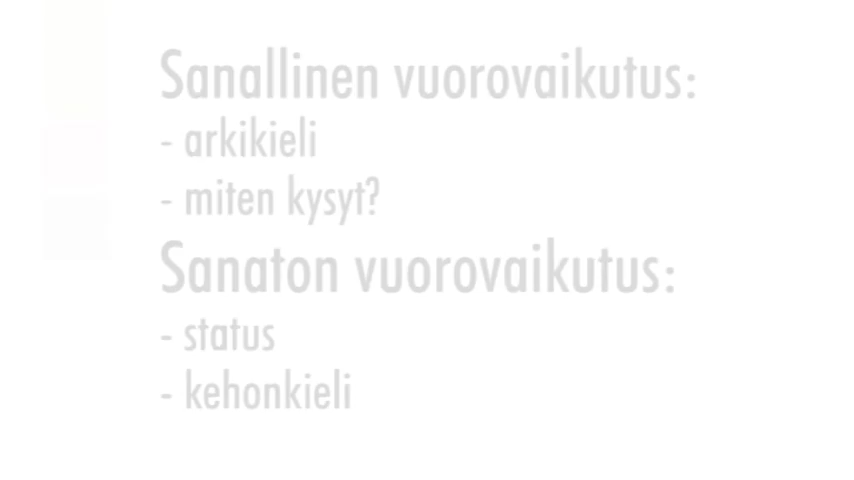 Sanallinen vuorovaikutus:
- arkikieli
- miten kysyt?
Sanaton vuorovaikutus:
- status
- kehonkieli